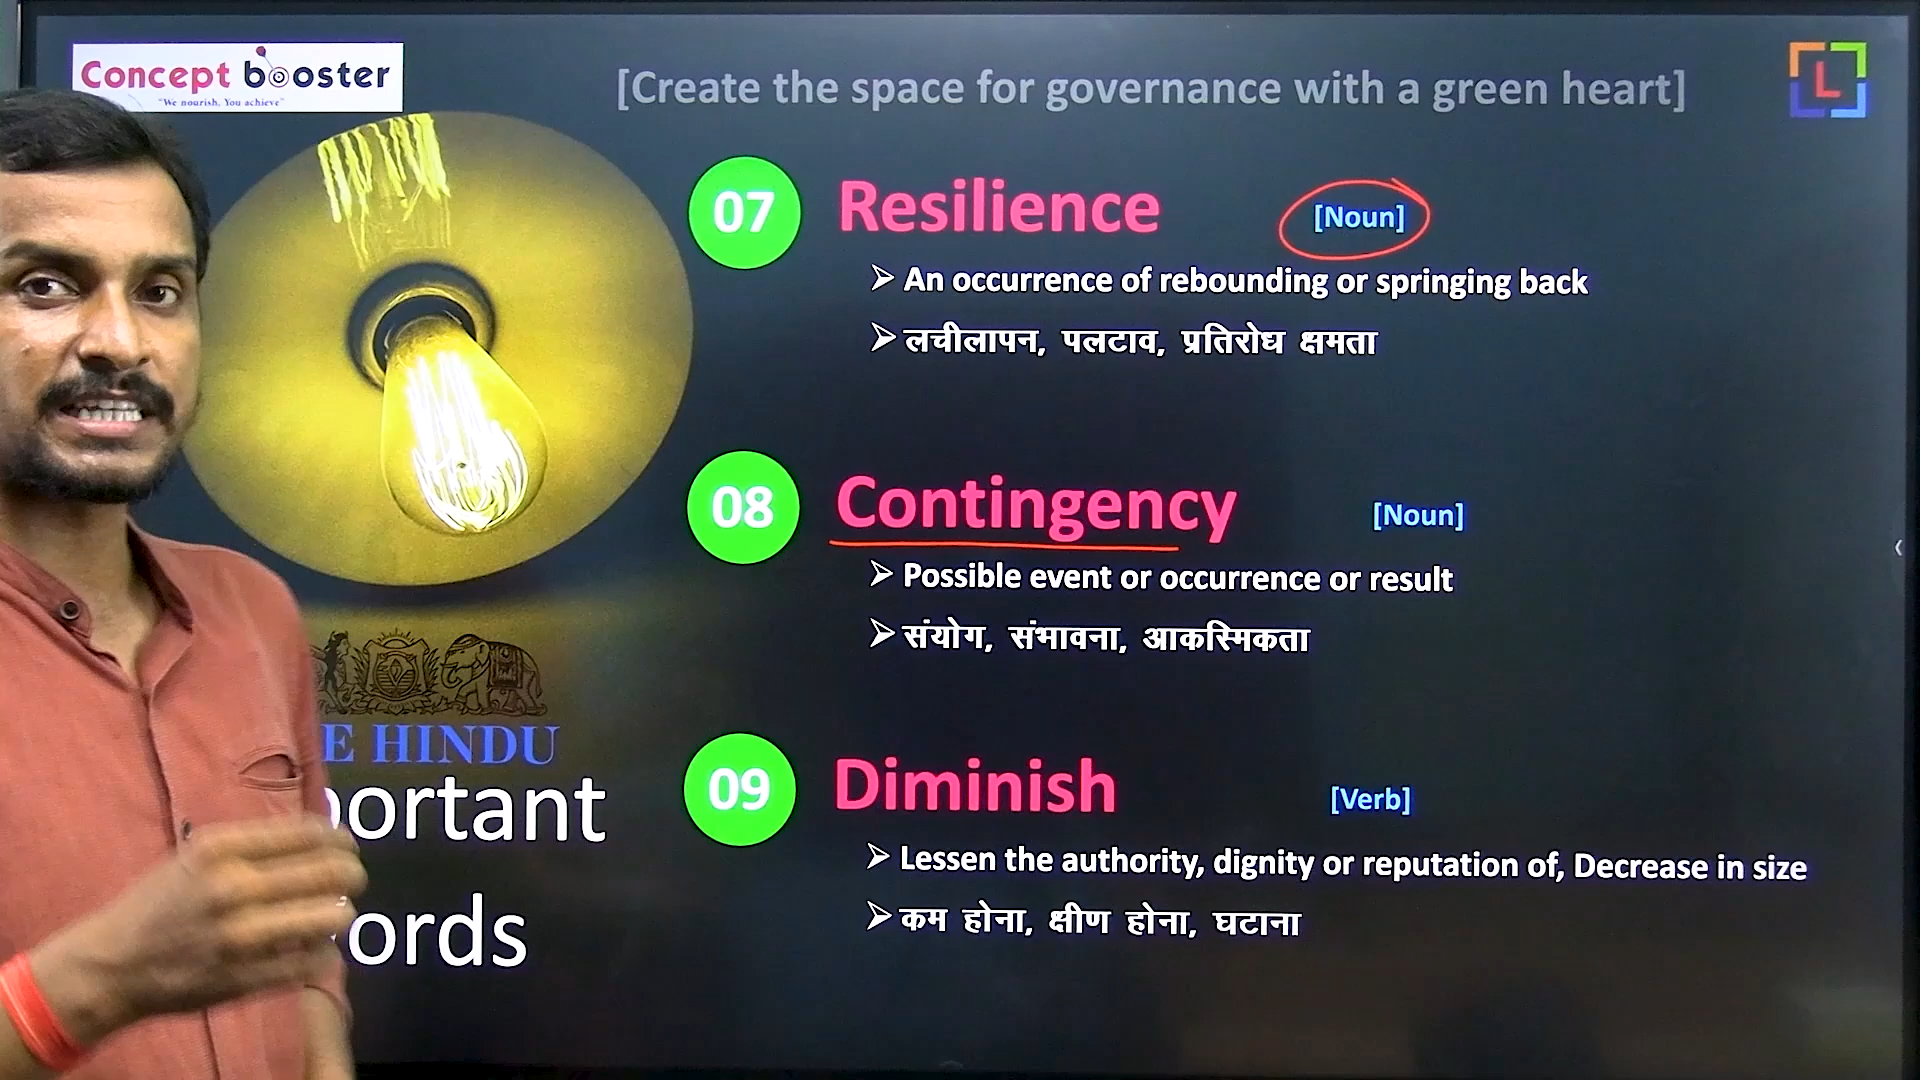 Concept booster
"We nourish, You achieve"
[Create the space for governance with a green heart]
L
07 Resilience [Noun]
An occurrence of rebounding or springing back
लचीलापन, पलटाव, प्रतिरोध क्षमता
08 Contingency [Noun]
Possible event or occurrence or result
संयोग, संभावना, आकस्मिकता
09 Diminish [Verb]
Lessen the authority, dignity or reputation of, Decrease in size
कम होना, क्षीण होना, घटाना
E HINDU
portant
ords